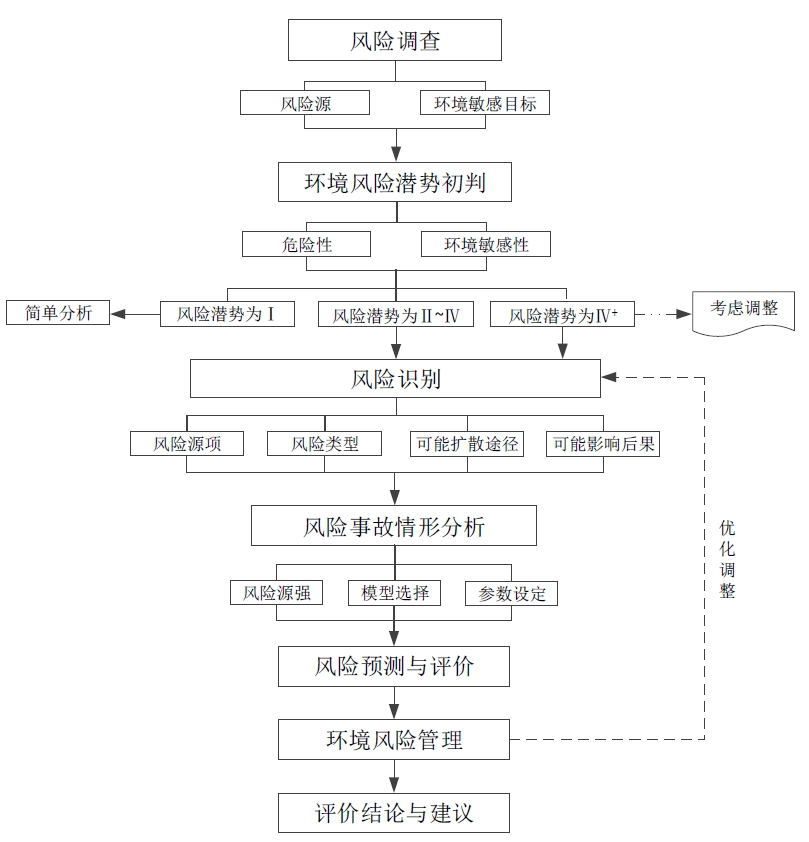 风险调查
风险源
环境敏感目标
环境风险潜势初判
危险性
环境敏感性
简单分析
风险潜势为Ⅰ
风险潜势为Ⅱ~Ⅳ
风险潜势为Ⅳ⁺
考虑调整
风险识别
风险源项
风险类型
可能扩散途径
可能影响后果
风险事故情形分析
优化调整
风险源强
模型选择
参数设定
风险预测与评价
环境风险管理
评价结论与建议